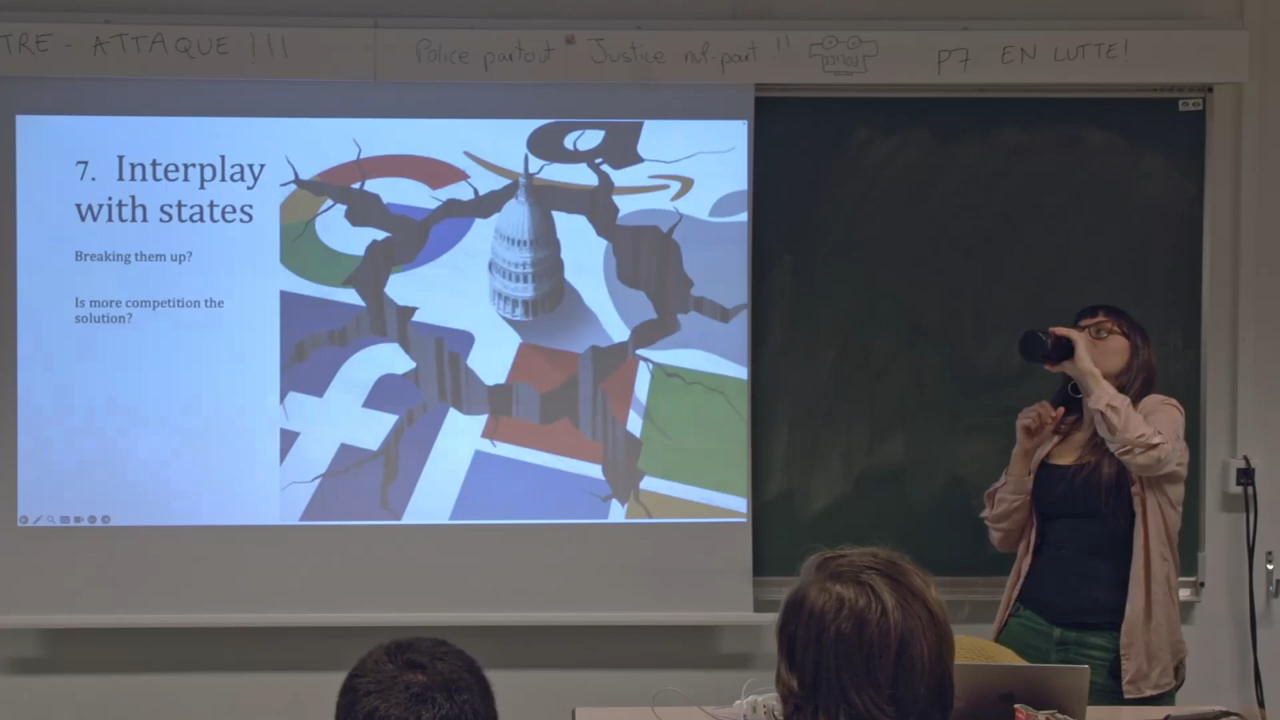 TRE - ATTAQUE !!!
Police partout Justice nul-part !!
P7 EN LUTTE!
7. Interplay
with states
Breaking them up?
Is more competition the
solution?